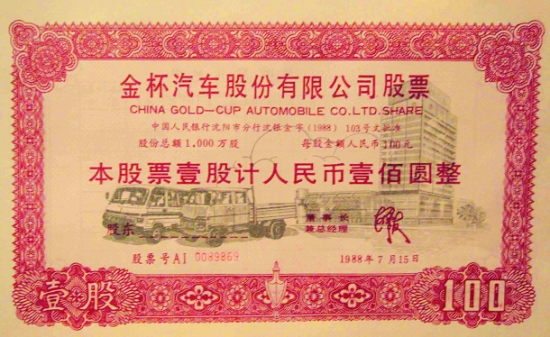 金杯汽车股份有限公司股票
CHINA GOLD—CUP AUTOMOBILE CO.LTD.SHARE
中国人民银行沈阳市分行沈银金字(1988)103号文批准
股份总额1.000万股 每股金额人民币100元
本股票壹股计人民币壹佰圆整
股东
董事长
兼总经理
股票号AI 0089869
1988年7月15日
壹股 100